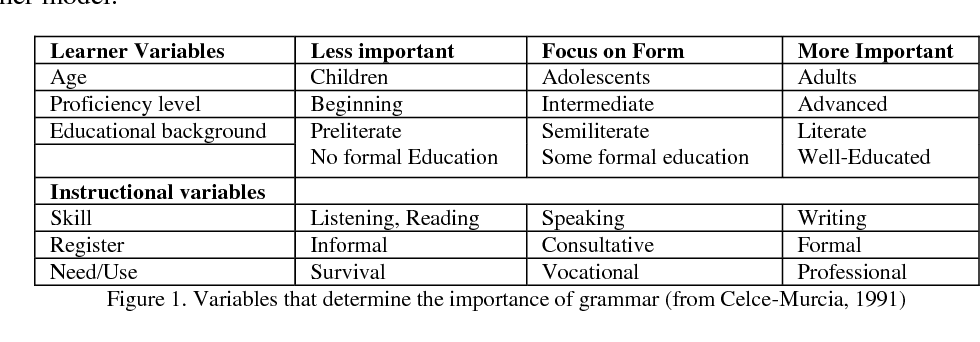 ner model.
Learner Variables Less important Focus on Form More Important
Age Children Adolescents Adults
Proficiency level Beginning Intermediate Advanced
Educational background Preliterate Semiliterate Literate
No formal Education Some formal education Well-Educated
Instructional variables
Skill Listening, Reading Speaking Writing
Register Informal Consultative Formal
Need/Use Survival Vocational Professional
Figure 1. Variables that determine the importance of grammar (from Celce-Murcia, 1991)